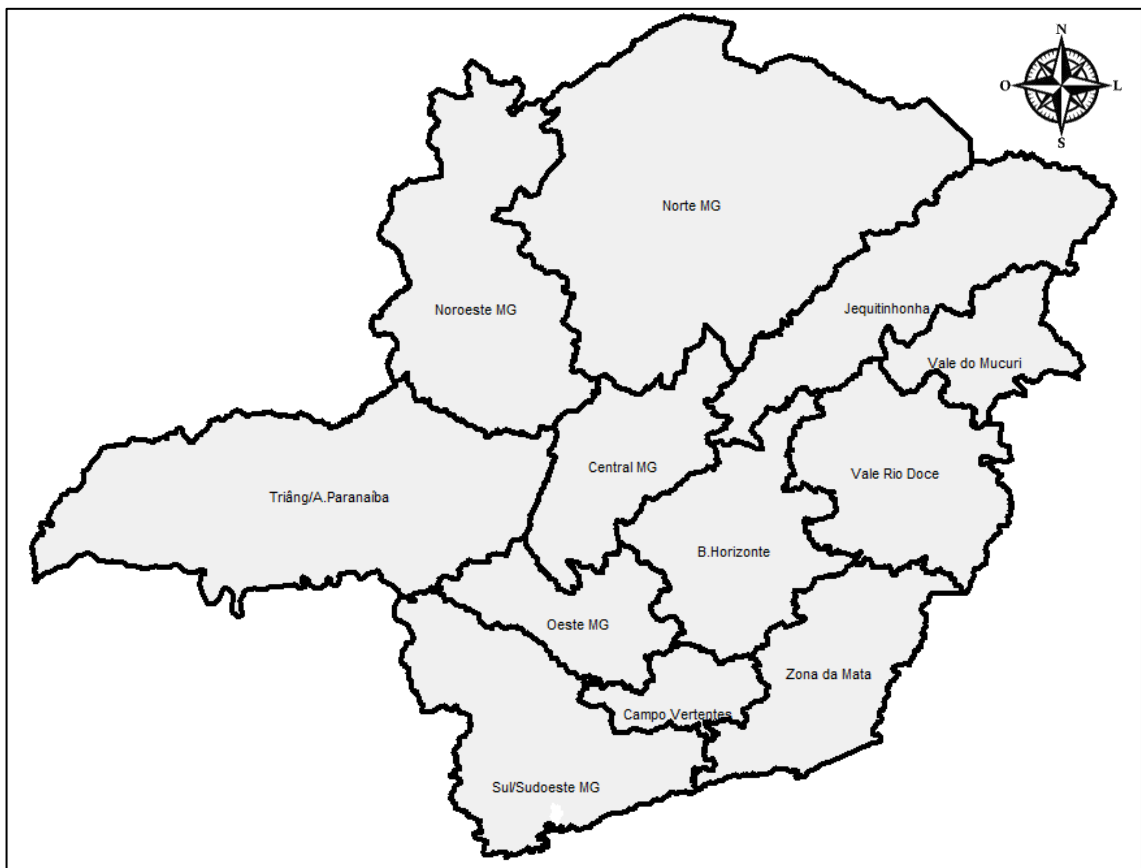 N
O
L
S
Norte MG
Noroeste MG
Jequitinhonha
Vale do Mucuri
Central MG
Vale Rio Doce
Triâng/A.Paranaíba
B.Horizonte
Oeste MG
Zona da Mata
Campo Vertentes
Sul/Sudoeste MG